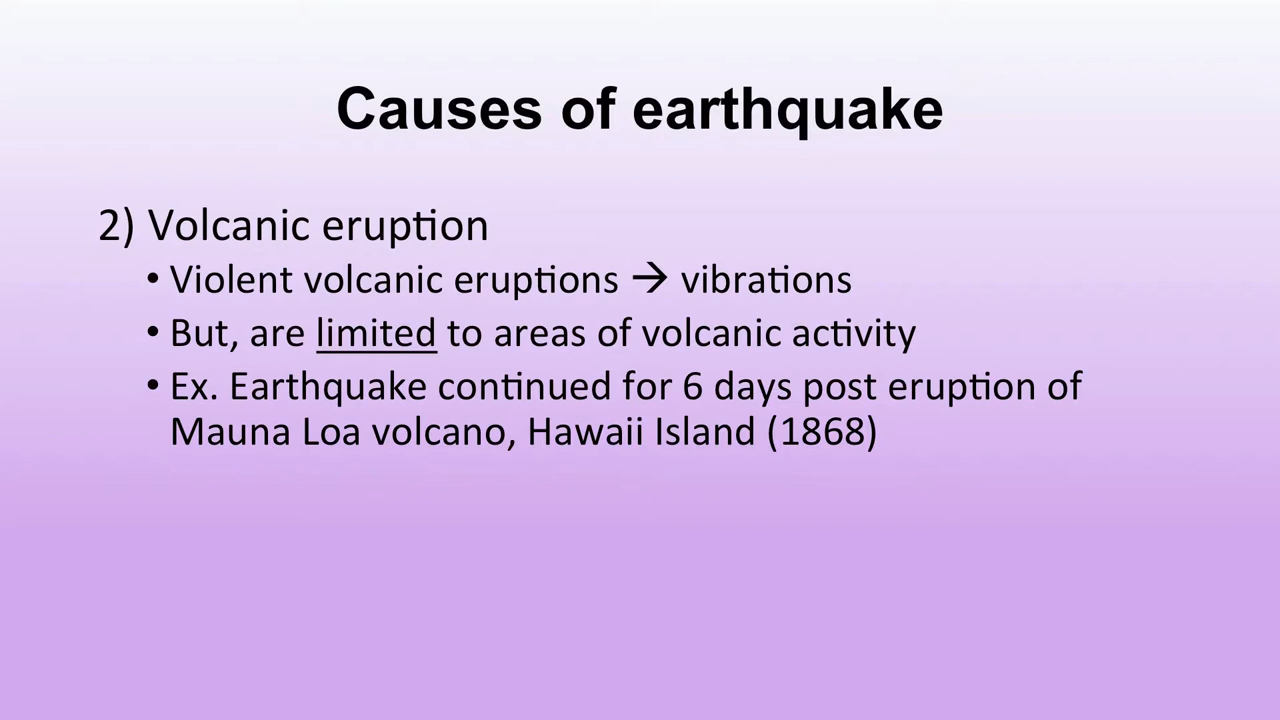 Causes of earthquake
2) Volcanic eruption
• Violent volcanic eruptions → vibrations
• But, are limited to areas of volcanic activity
• Ex. Earthquake continued for 6 days post eruption of
Mauna Loa volcano, Hawaii Island (1868)